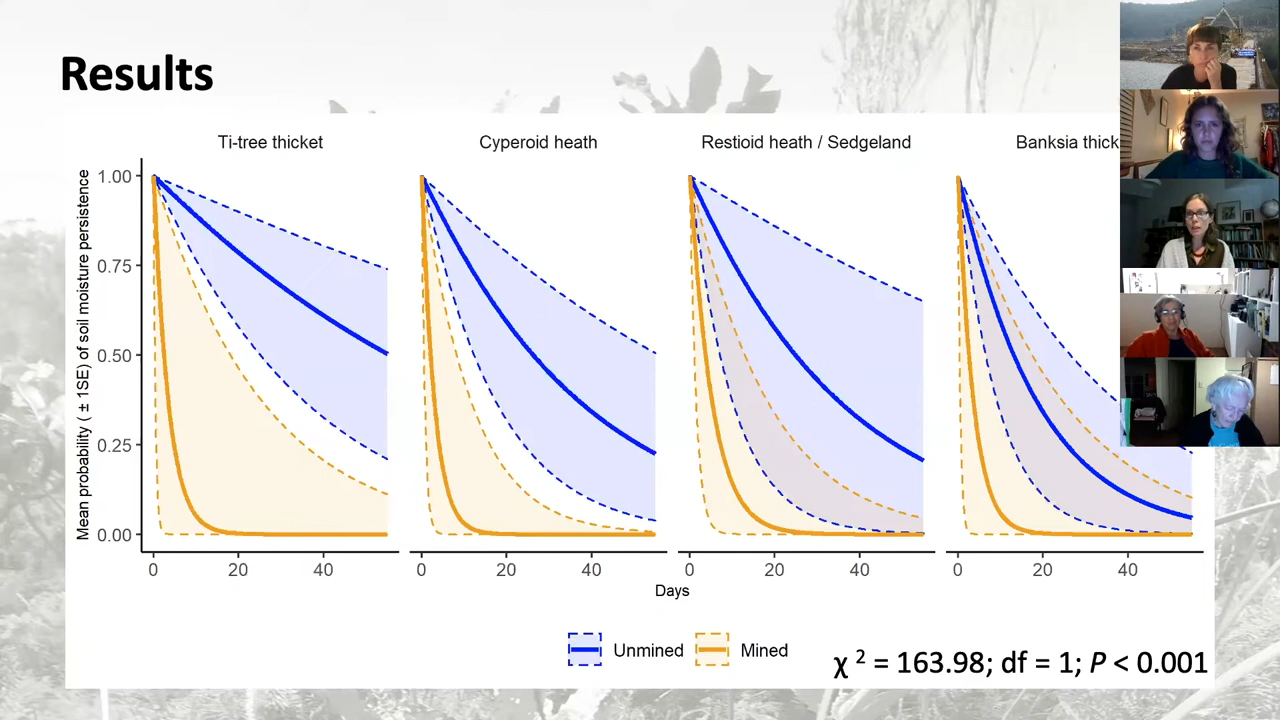 Results
Ti-tree thicket
Cyperoid heath
Restioid heath / Sedgeland
Banksia thick
Mean probability ( ± 1SE) of soil moisture persistence
1.00
0.75
0.50
0.25
0.00
0 20 40
0 20 40
0 20 40
0 20 40
Days
Unmined
Mined
χ 2 = 163.98; df = 1; P < 0.001